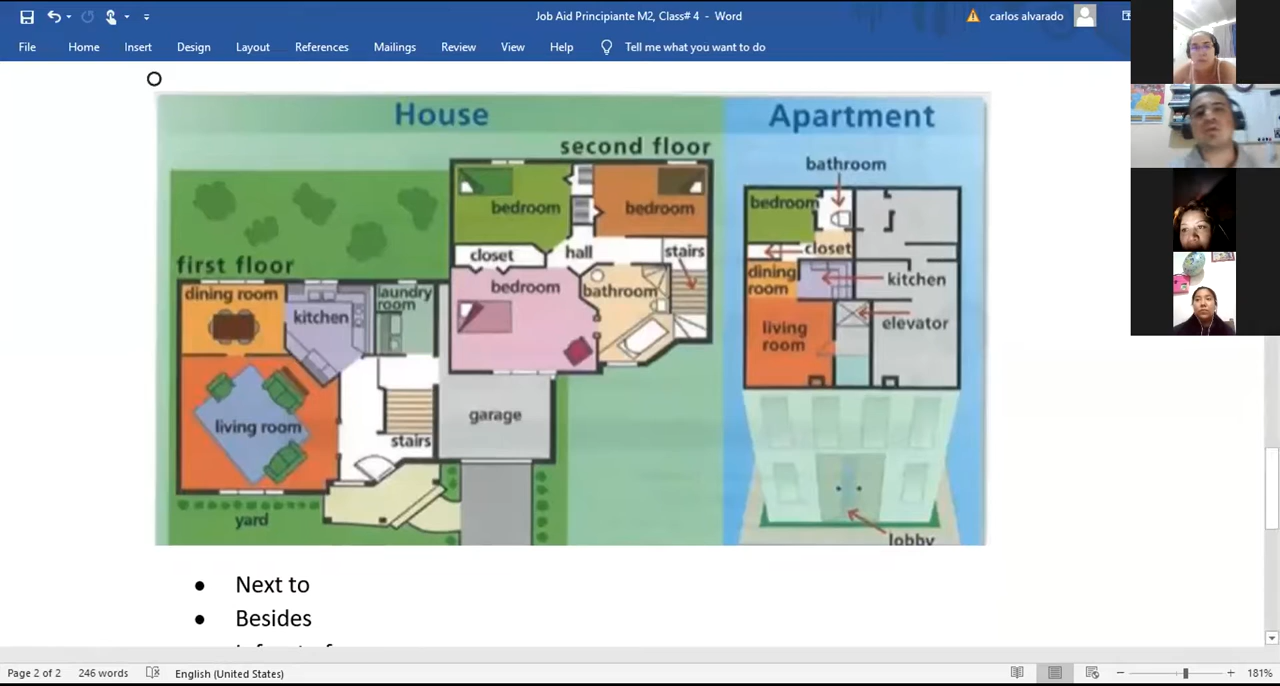 Job Aid Principiante M2, Class# 4 - Word
carlos alvarado
File Home Insert Design Layout References Mailings Review View Help Tell me what you want to do
House
second floor
bedroom
bedroom
closet
hall
stairs
bedroom
bathroom
first floor
dining room
kitchen
laundry
room
living room
stairs
garage
yard
Apartment
bathroom
bedroom
closet
dining
room
kitchen
living
room
elevator
lobby
• Next to
• Besides
Page 2 of 2 246 words English (United States) 181%